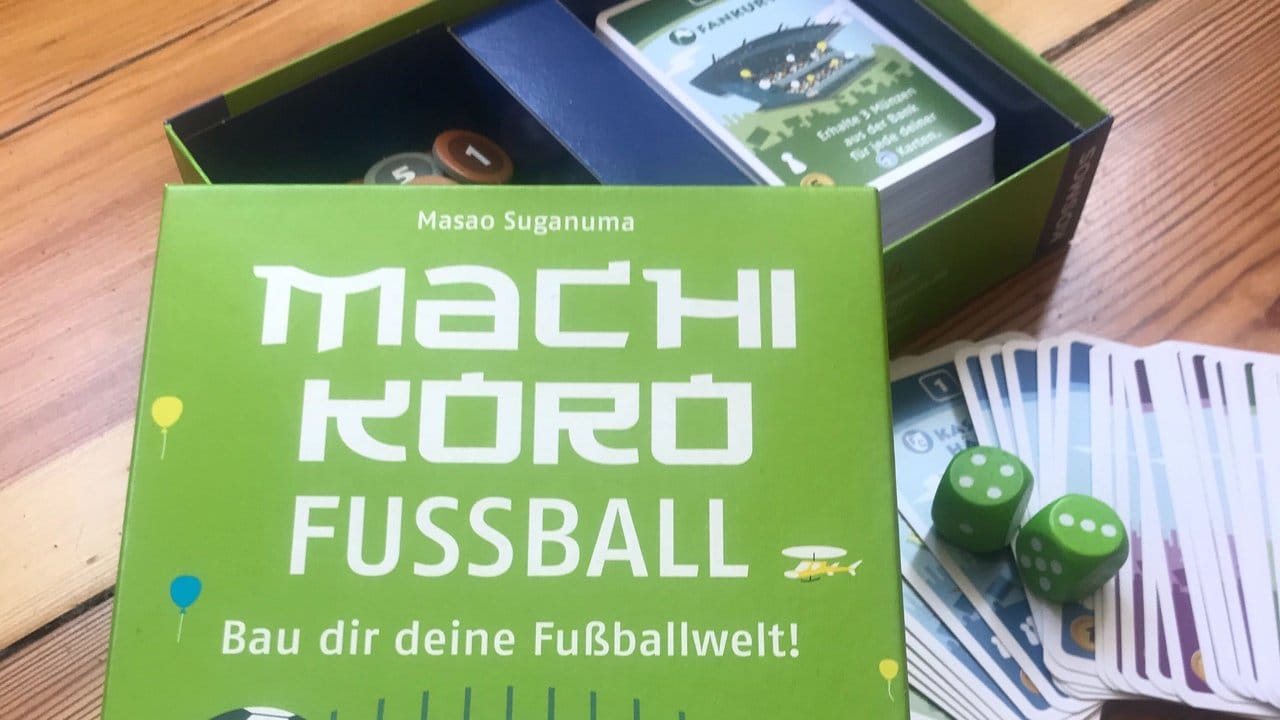 FANKUR
Erhalte 3 Münzen
aus der Bank
für jede deiner
Karten.
5
1
Masao Suganuma
MACHI
KORO
FUSSBALL
Bau dir deine Fußballwelt!
1